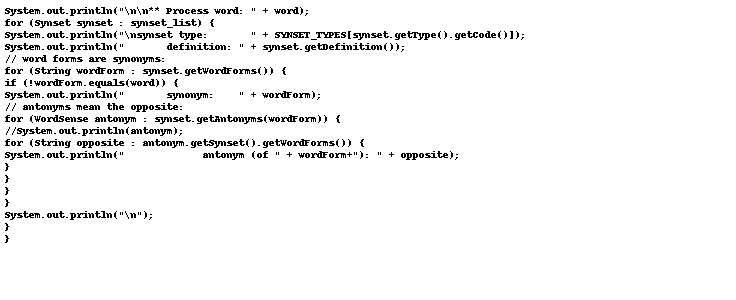 System.out.println("\n\n** Process word: " + word);
for (Synset synset : synset_list) {
System.out.println("\nsynset type:       " + SYNSET_TYPES[synset.getType().getCode()]);
System.out.println("       definition: " + synset.getDefinition());
// word forms are synonyms:
for (String wordForm : synset.getWordForms()) {
if (!wordForm.equals(word)) {
System.out.println("       synonym:    " + wordForm);
// antonyms mean the opposite:
for (WordSense antonym : synset.getAntonyms(wordForm)) {
//System.out.println(antonym);
for (String opposite : antonym.getSynset().getWordForms()) {
System.out.println("             antonym (of " + wordForm+"): " + opposite);
}
}
}
}
System.out.println("\n");
}
}